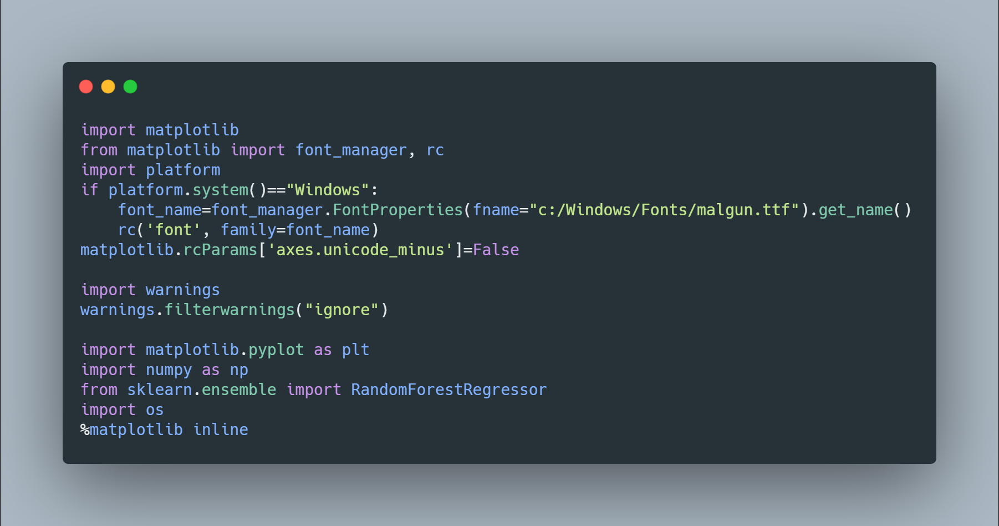 import matplotlib
from matplotlib import font_manager, rc
import platform
if platform.system()=="Windows":
    font_name=font_manager.FontProperties(fname="c:/Windows/Fonts/malgun.ttf").get_name()
    rc('font', family=font_name)
matplotlib.rcParams['axes.unicode_minus']=False

import warnings
warnings.filterwarnings("ignore")

import matplotlib.pyplot as plt
import numpy as np
from sklearn.ensemble import RandomForestRegressor
import os
%matplotlib inline